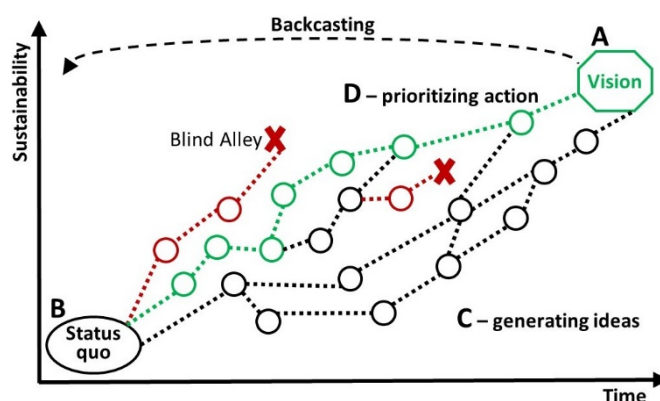 Backcasting
A
Vision
D – prioritizing action
Blind Alley
Sustainability
B
Status
quo
C – generating ideas
Time